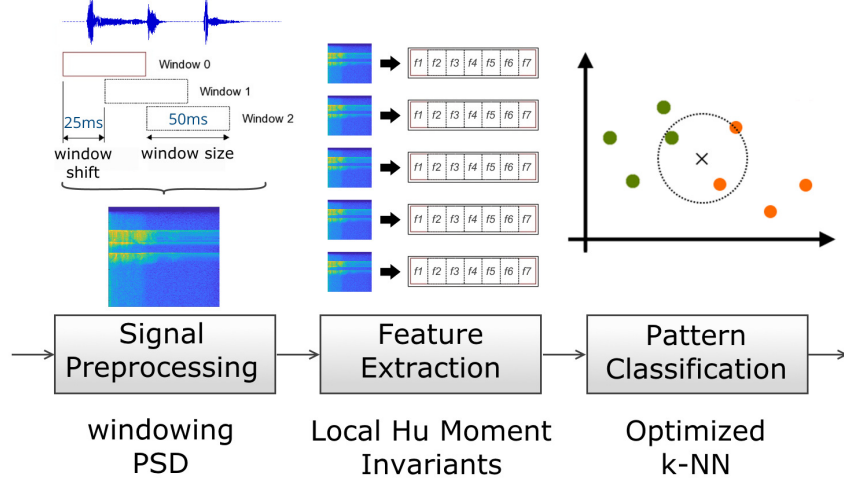 Window 0
Window 1
25ms
50ms
Window 2
window
shift
window size
f1 f2 f3 f4 f5 f6 f7
f1 f2 f3 f4 f5 f6 f7
f1 f2 f3 f4 f5 f6 f7
f1 f2 f3 f4 f5 f6 f7
f1 f2 f3 f4 f5 f6 f7
Signal
Preprocessing
Feature
Extraction
Pattern
Classification
windowing
PSD
Local Hu Moment
Invariants
Optimized
k-NN